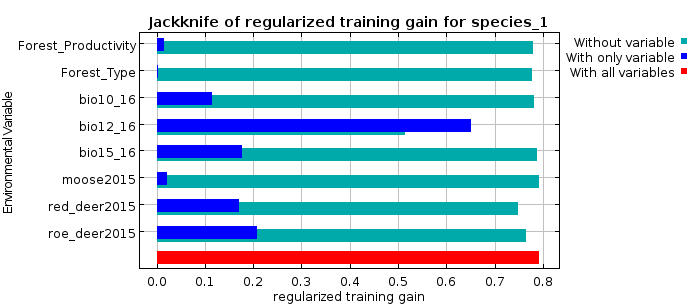 Jackknife of regularized training gain for species_1
Without variable
With only variable
With all variables
Environmental Variable
Forest_Productivity
Forest_Type
bio10_16
bio12_16
bio15_16
moose2015
red_deer2015
roe_deer2015
0.0 0.1 0.2 0.3 0.4 0.5 0.6 0.7 0.8
regularized training gain